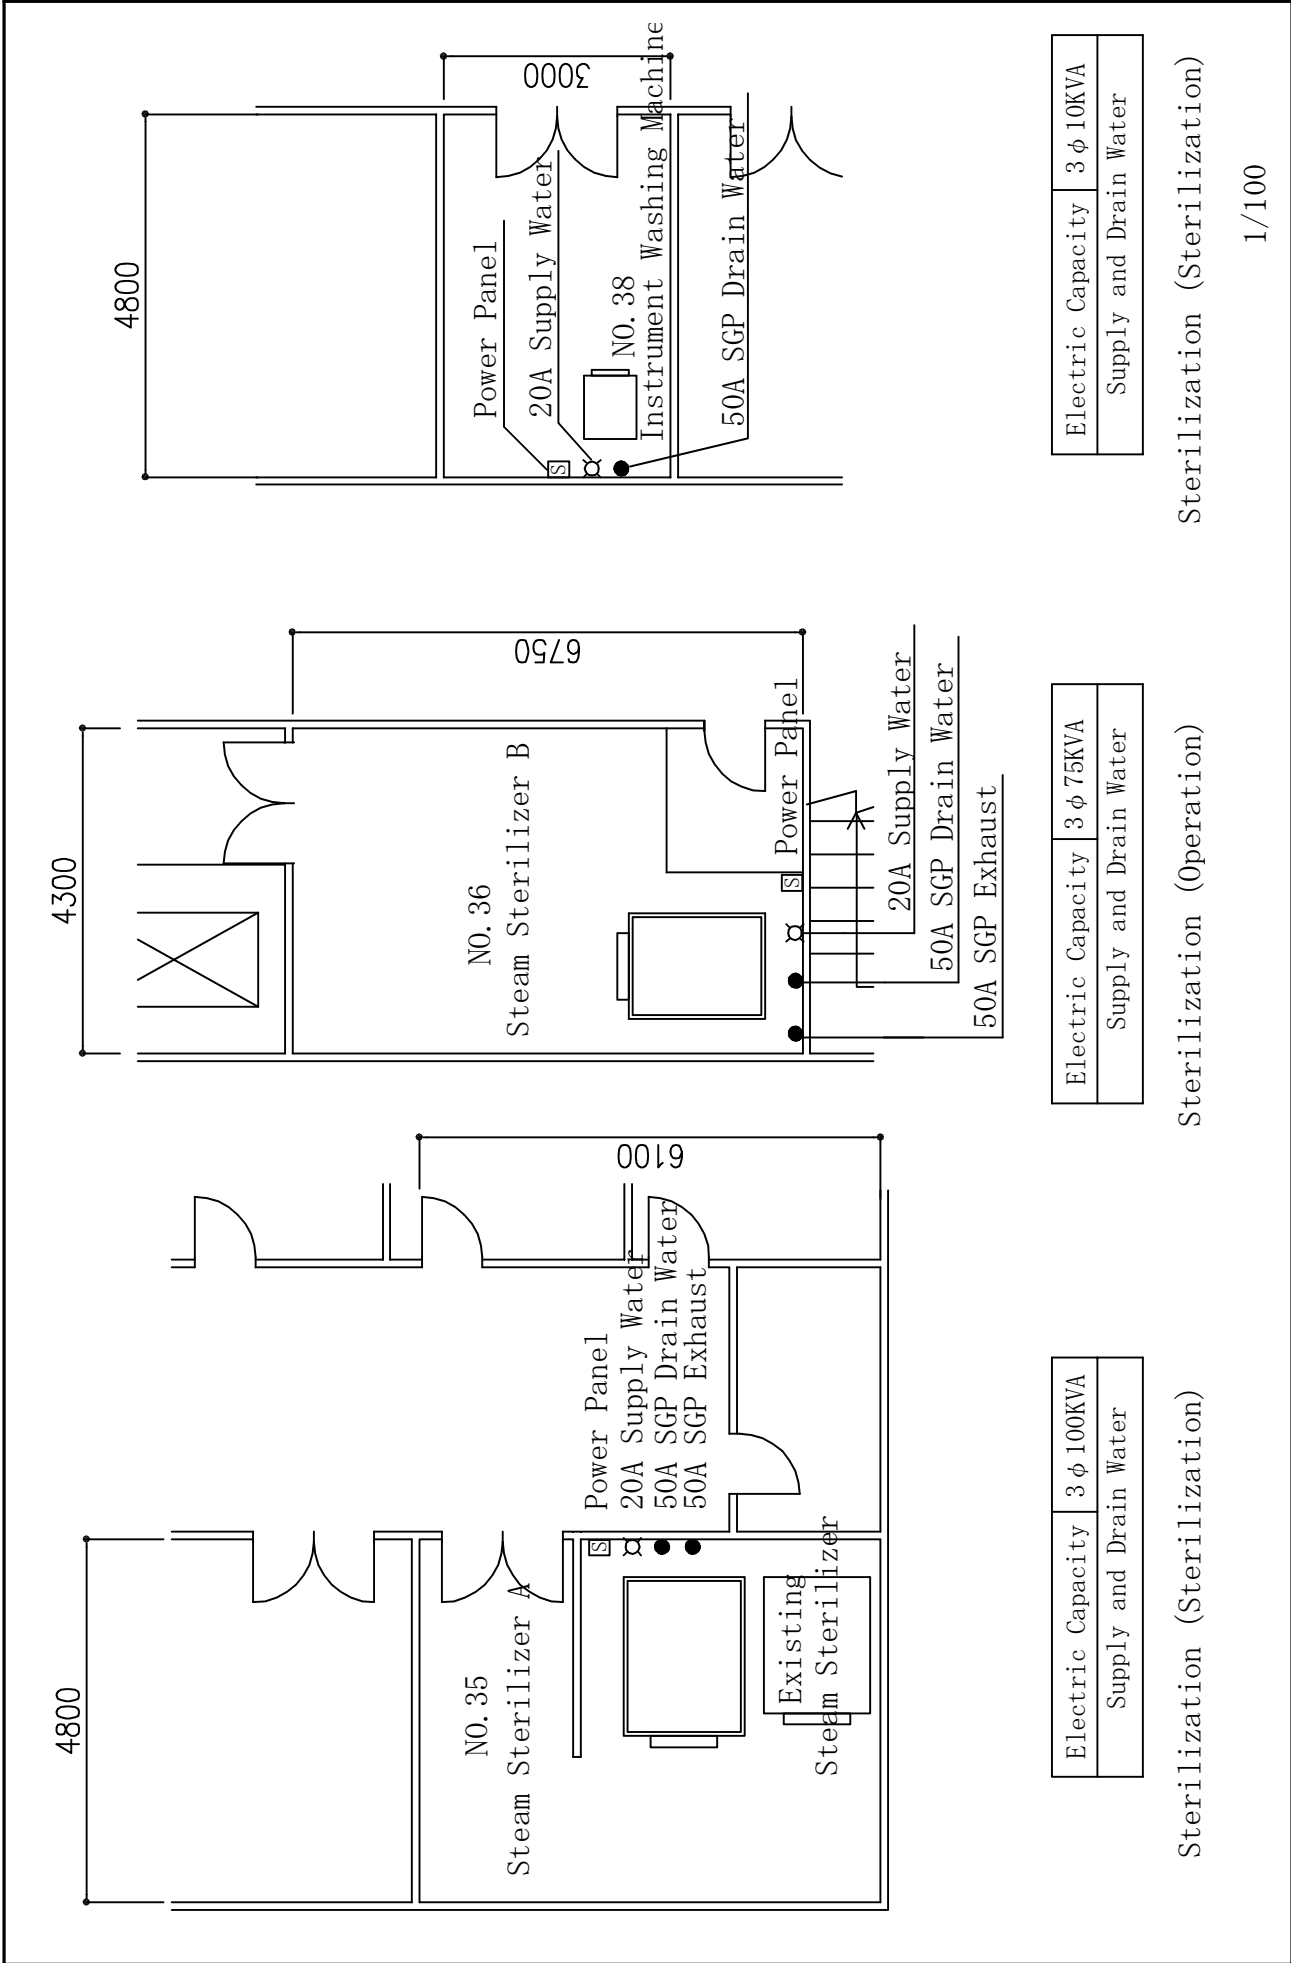 4800
6100
NO. 35
Steam Sterilizer A
Power Panel
20A Supply Water
50A SGP Drain Water
50A SGP Exhaust
S
Existing
Steam Sterilizer
Electric Capacity 3φ100KVA
Supply and Drain Water
Sterilization (Sterilization)
4300
6750
NO. 36
Steam Sterilizer B
Power Panel
S
20A Supply Water
50A SGP Drain Water
50A SGP Exhaust
Electric Capacity 3φ75KVA
Supply and Drain Water
Sterilization (Operation)
4800
3000
Power Panel
20A Supply Water
S
NO. 38
Instrument Washing Machine
50A SGP Drain Water
Electric Capacity 3φ10KVA
Supply and Drain Water
Sterilization (Sterilization)
1/100